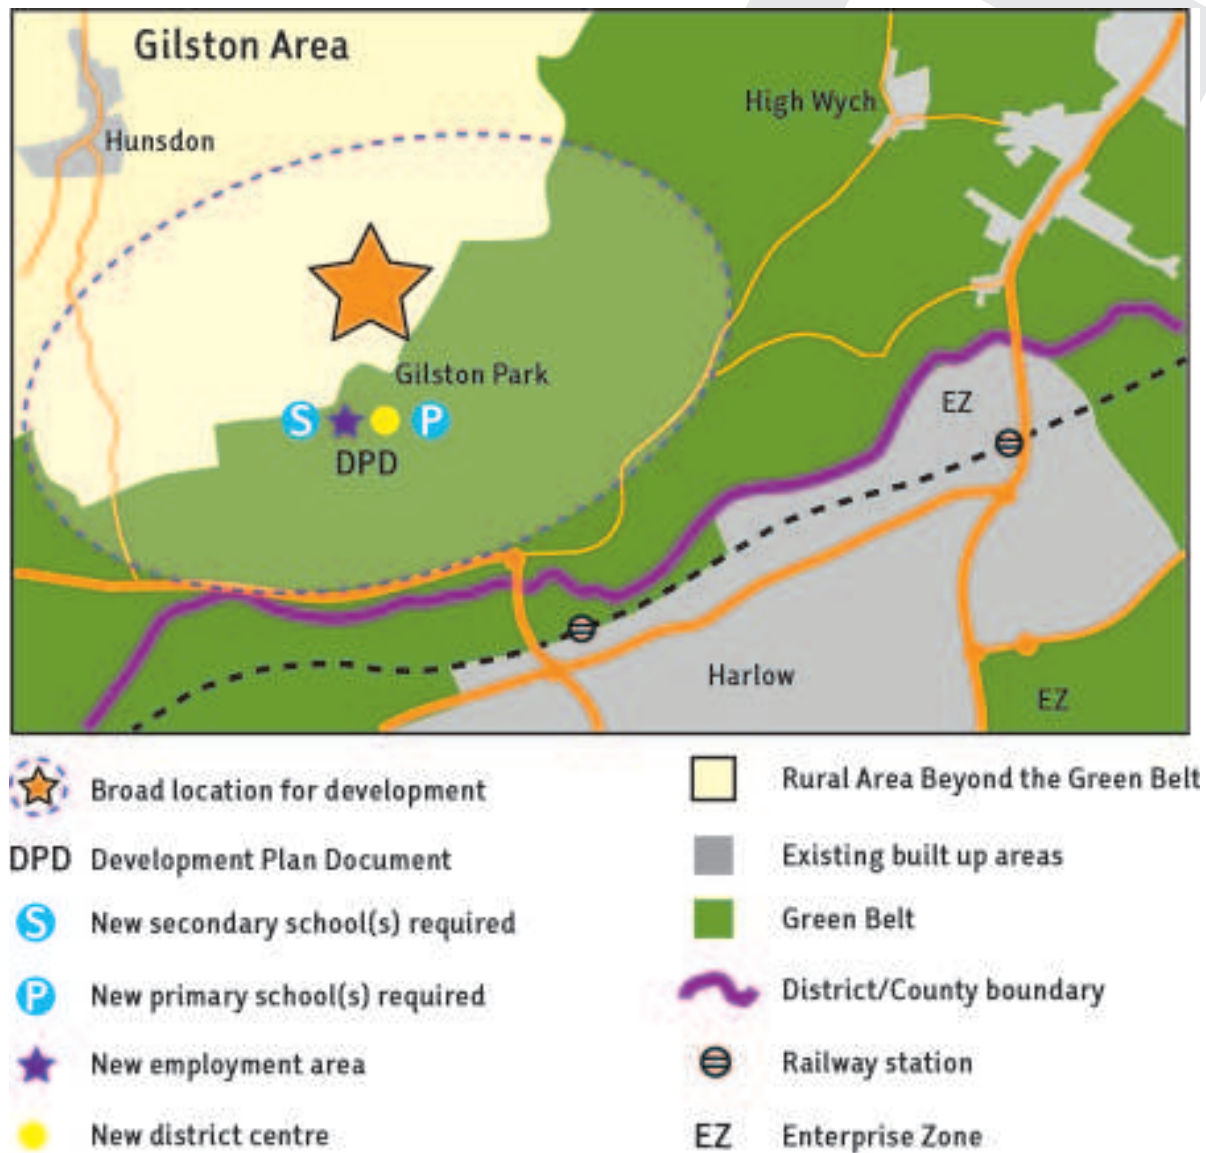 Gilston Area
High Wych
Hunsdon
Gilston Park
EZ
S
P
DPD
Harlow
EZ
Broad location for development
DPD Development Plan Document
S New secondary school(s) required
P New primary school(s) required
New employment area
New district centre
Rural Area Beyond the Green Belt
Existing built up areas
Green Belt
District/County boundary
Railway station
EZ Enterprise Zone